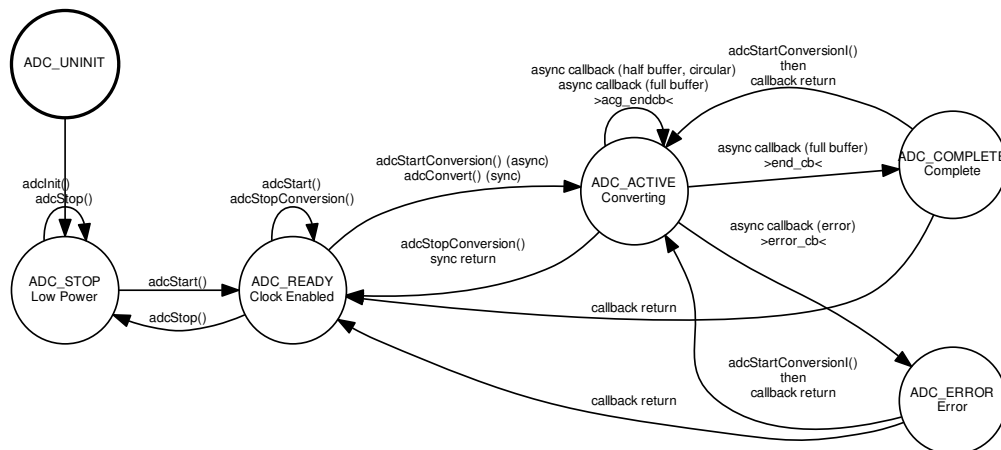 ADC_UNINIT
adcInit()
adcStop()
ADC_STOP
Low Power
adcStart()
adcStop()
adcStart()
adcStopConversion()
ADC_READY
Clock Enabled
adcStartConversion() (async)
adcConvert() (sync)
adcStopConversion()
sync return
async callback (half buffer, circular)
async callback (full buffer)
>acg_endcb<
ADC_ACTIVE
Converting
adcStartConversionI()
then
callback return
async callback (full buffer)
>end_cb<
ADC_COMPLETE
Complete
async callback (error)
>error_cb<
callback return
adcStartConversionI()
then
callback return
callback return
ADC_ERROR
Error